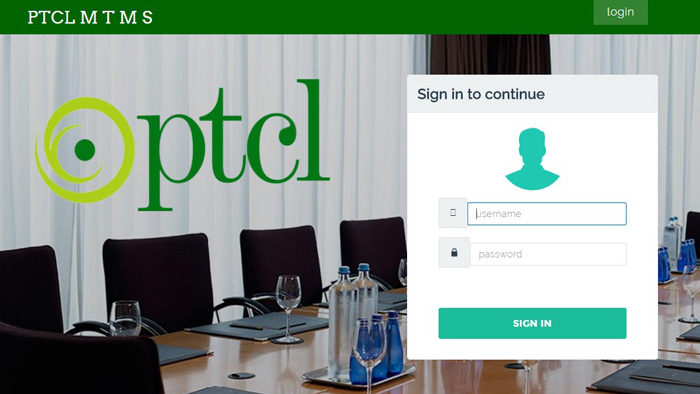 PTCL M T M S
login
ptcl
Sign in to continue
username
password
SIGN IN